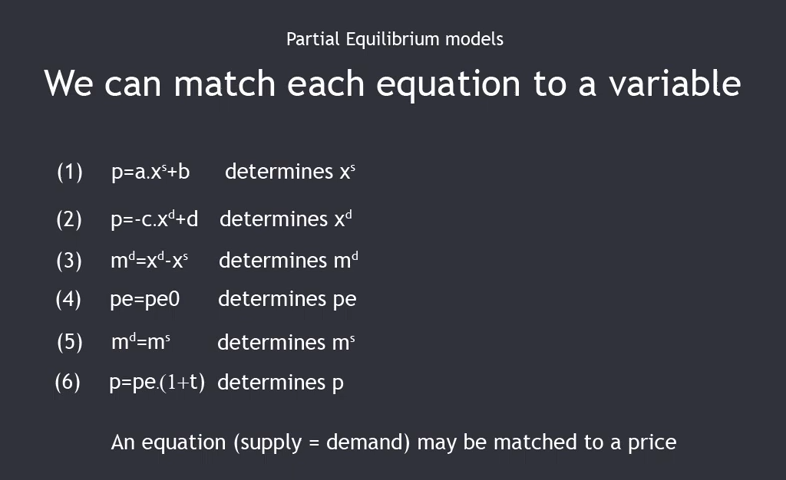 Partial Equilibrium models
We can match each equation to a variable
(1) p=a.xˢ+b determines xˢ
(2) p=-c.xᵈ+d determines xᵈ
(3) mᵈ=xᵈ-xˢ determines mᵈ
(4) pe=pe0 determines pe
(5) mᵈ=mˢ determines mˢ
(6) p=pe.(1+t) determines p
An equation (supply = demand) may be matched to a price